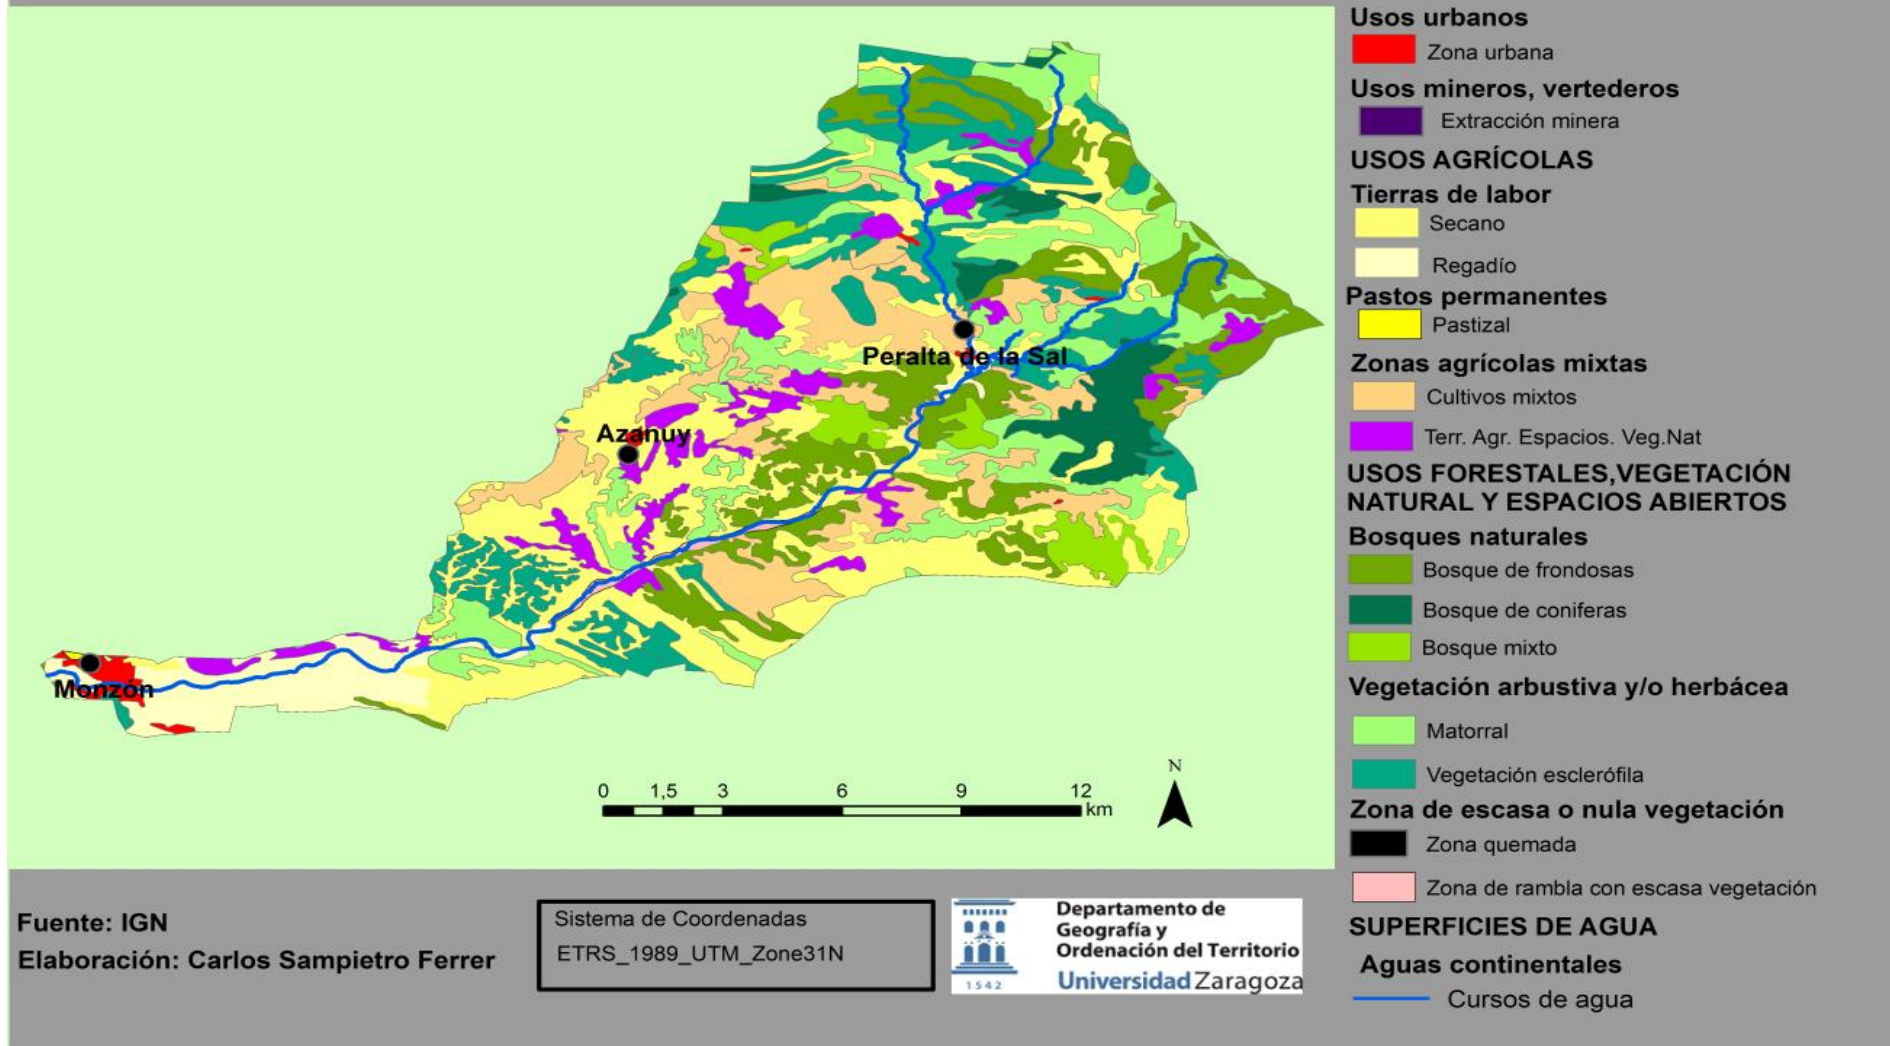 Usos urbanos
Zona urbana
Usos mineros, vertederos
Extracción minera
USOS AGRÍCOLAS
Tierras de labor
Secano
Regadío
Pastos permanentes
Pastizal
Zonas agrícolas mixtas
Cultivos mixtos
Terr. Agr. Espacios. Veg.Nat
USOS FORESTALES,VEGETACIÓN
NATURAL Y ESPACIOS ABIERTOS
Bosques naturales
Bosque de frondosas
Bosque de coniferas
Bosque mixto
Vegetación arbustiva y/o herbácea
Matorral
Vegetación esclerófila
Zona de escasa o nula vegetación
Zona quemada
Zona de rambla con escasa vegetación
SUPERFICIES DE AGUA
Aguas continentales
Cursos de agua
Peralta de la Sal
Azanuy
Monzón
0 1,5 3 6 9 12
km
N
Fuente: IGN
Elaboración: Carlos Sampietro Ferrer
Sistema de Coordenadas
ETRS_1989_UTM_Zone31N
1542
Departamento de
Geografía y
Ordenación del Territorio
Universidad Zaragoza